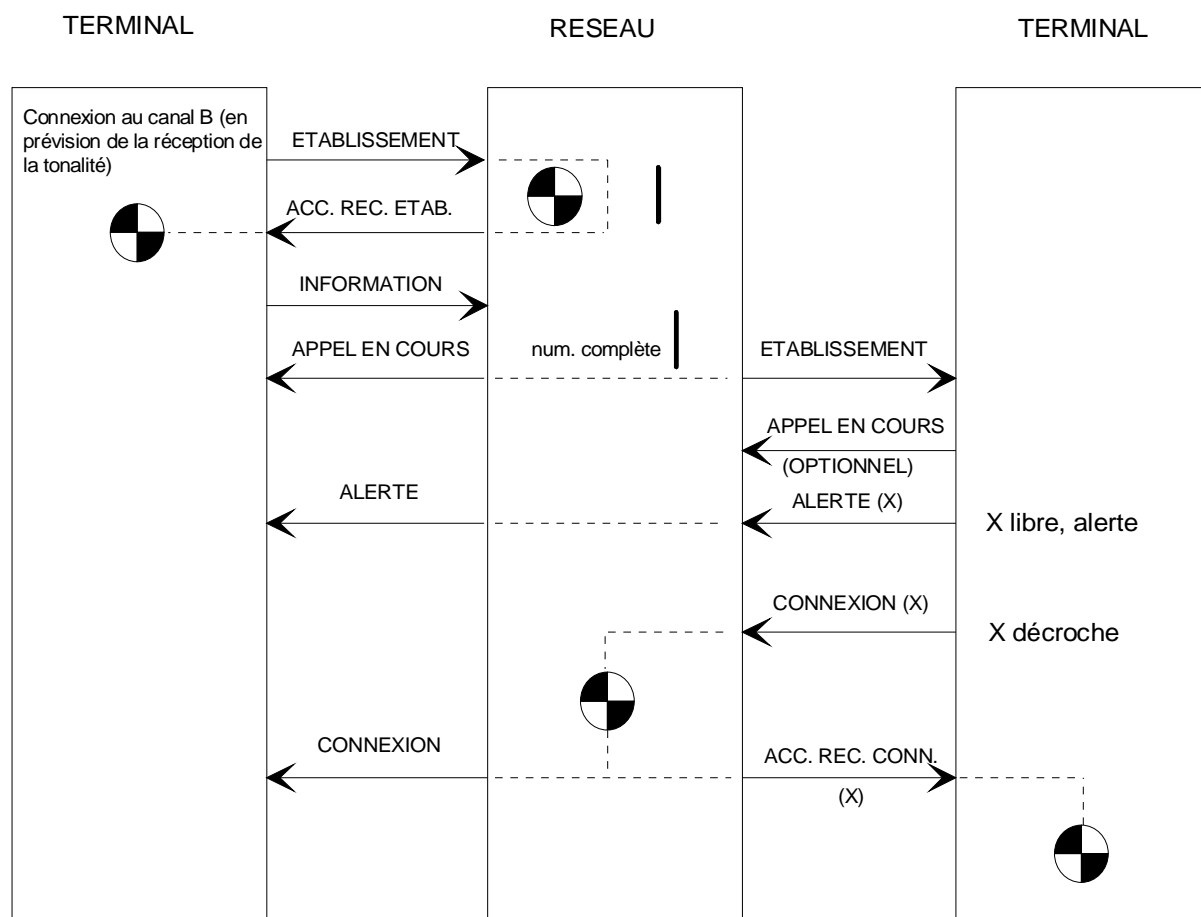 TERMINAL
RESEAU
TERMINAL
Connexion au canal B (en
prévision de la réception de
la tonalité)
ETABLISSEMENT
ACC. REC. ETAB.
INFORMATION
APPEL EN COURS
num. complète
ETABLISSEMENT
APPEL EN COURS
(OPTIONNEL)
ALERTE
ALERTE (X)
X libre, alerte
CONNEXION (X)
X décroche
CONNEXION
ACC. REC. CONN.
(X)